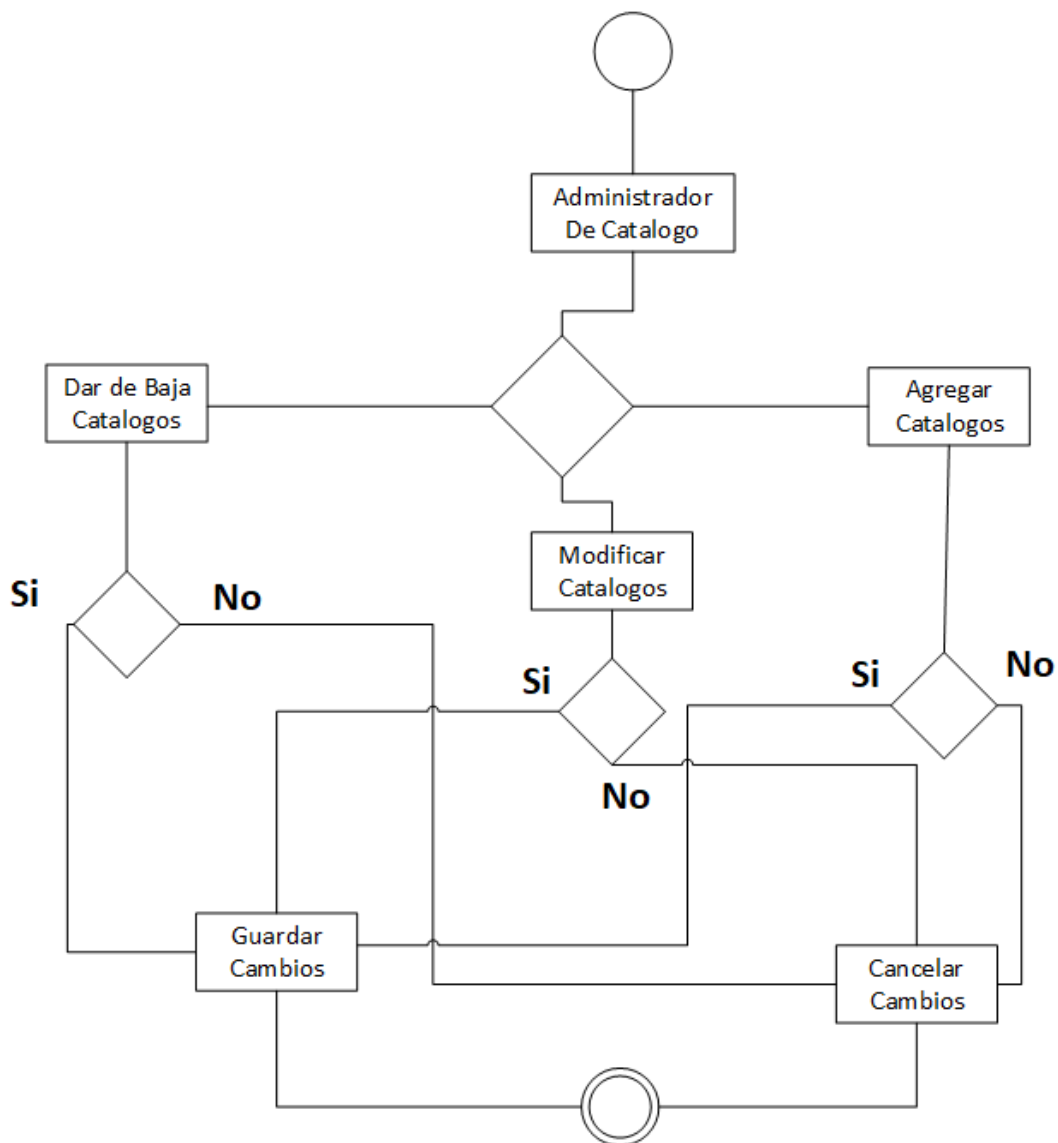 Administrador
De Catalogo
Dar de Baja
Catalogos
Agregar
Catalogos
Modificar
Catalogos
Si
No
Si
No
Si
No
Guardar
Cambios
Cancelar
Cambios